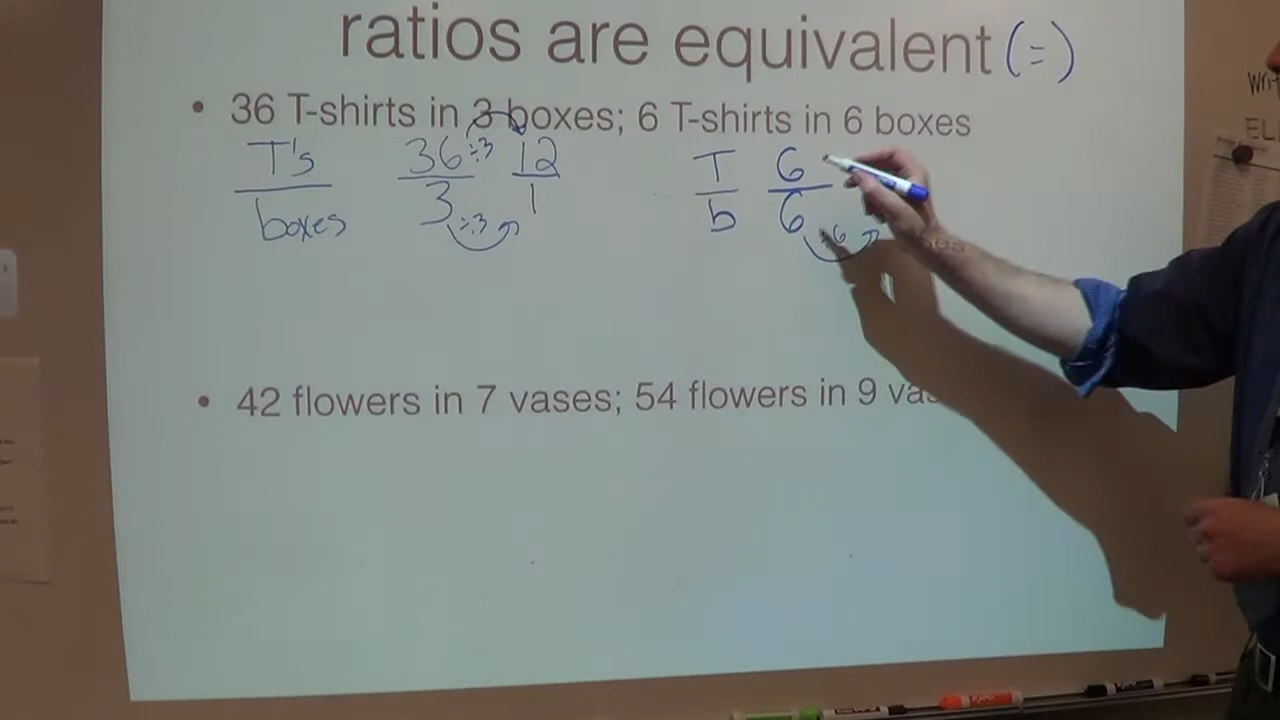 ratios are equivalent (=)
• 36 T-shirts in 3 boxes; 6 T-shirts in 6 boxes
T's 36 ÷3 12 T 6
boxes 3 ÷3 1 b 6 ÷6
• 42 flowers in 7 vases; 54 flowers in 9
EL